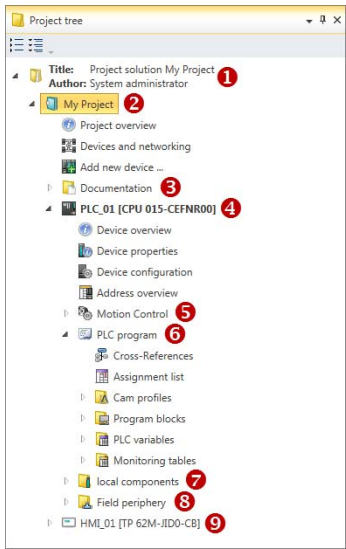 Project tree
Title: Project solution My Project
Author: System administrator
1
My Project 2
Project overview
Devices and networking
Add new device ...
Documentation 3
PLC_01 [CPU 015-CEFNR00] 4
Device overview
Device properties
Device configuration
Address overview
Motion Control 5
PLC program 6
Cross-References
Assignment list
Cam profiles
Program blocks
PLC variables
Monitoring tables
local components 7
Field periphery 8
HMI_01 [TP 62M-JID0-CB] 9